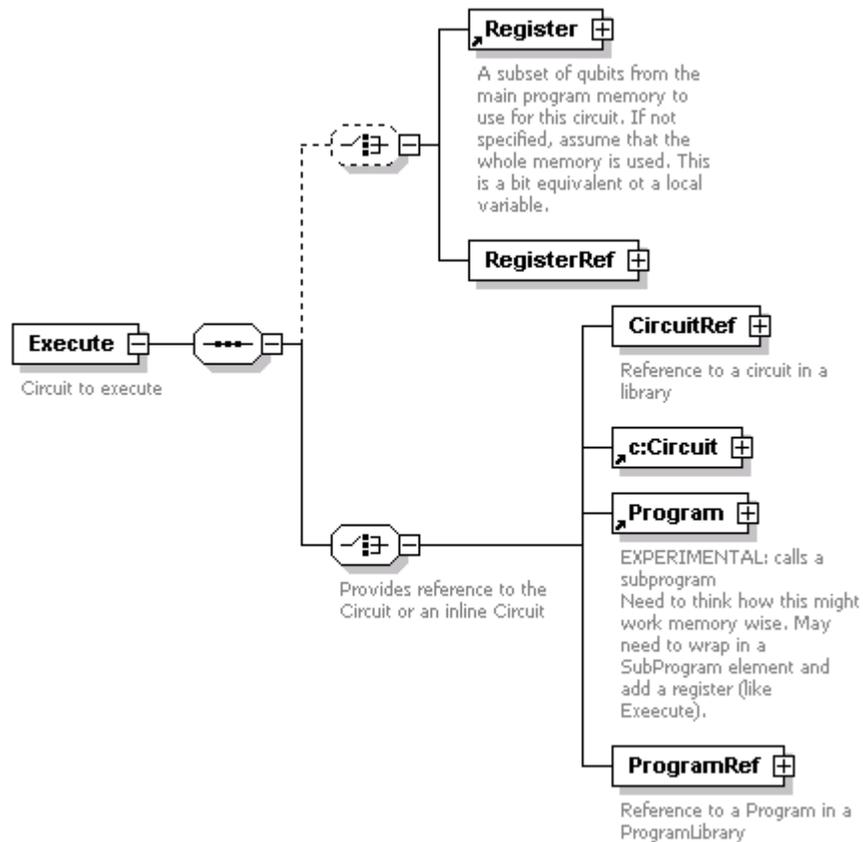 Register
A subset of qubits from the
main program memory to
use for this circuit. If not
specified, assume that the
whole memory is used. This
is a bit equivalent ot a local
variable.
RegisterRef
Execute
Circuit to execute
CircuitRef
Reference to a circuit in a
library
c:Circuit
Program
EXPERIMENTAL: calls a
subprogram
Need to think how this might
work memory wise. May
need to wrap in a
SubProgram element and
add a register (like
Exeecute).
Provides reference to the
Circuit or an inline Circuit
ProgramRef
Reference to a Program in a
ProgramLibrary